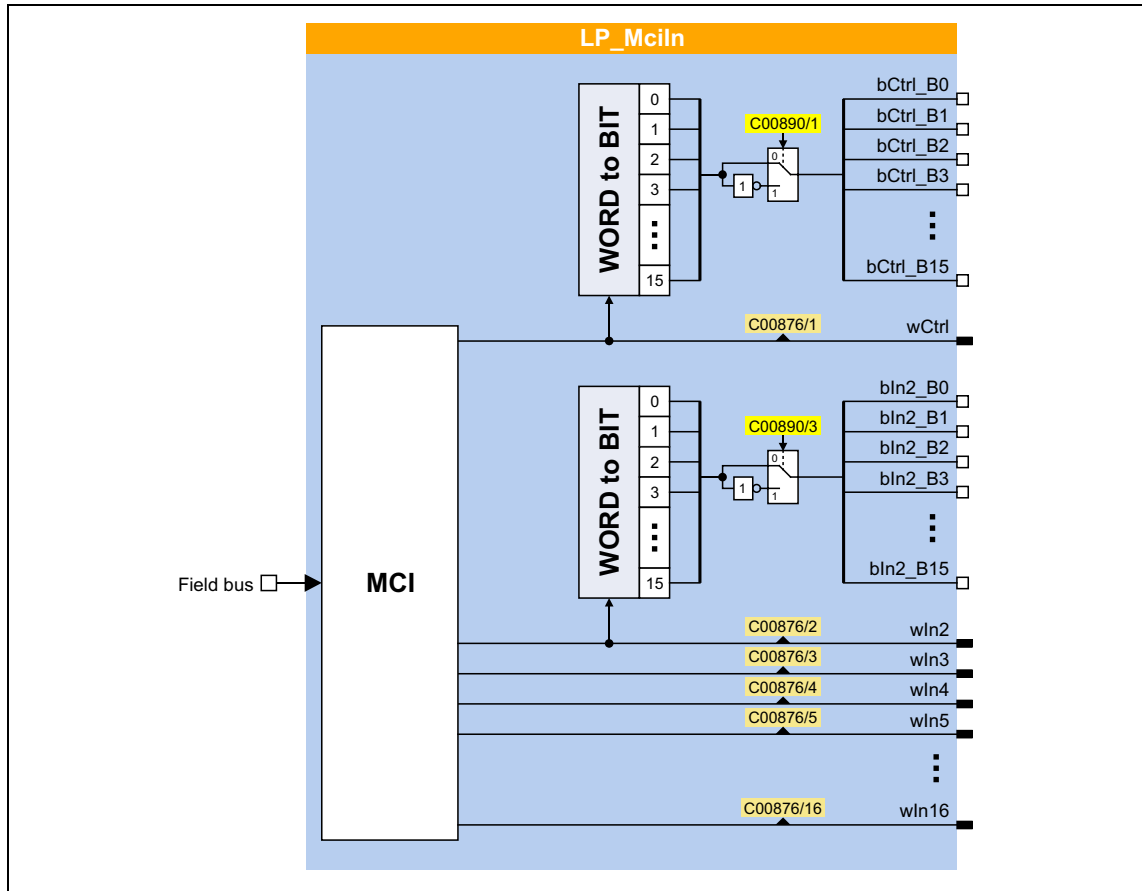 LP_MciIn
WORD to BIT
0
1
2
3
15
C00890/1
0
1
1
bCtrl_B0
bCtrl_B1
bCtrl_B2
bCtrl_B3
bCtrl_B15
C00876/1
wCtrl
WORD to BIT
0
1
2
3
15
C00890/3
0
1
1
bIn2_B0
bIn2_B1
bIn2_B2
bIn2_B3
bIn2_B15
Field bus
MCI
C00876/2
wIn2
C00876/3
wIn3
C00876/4
wIn4
C00876/5
wIn5
C00876/16
wIn16